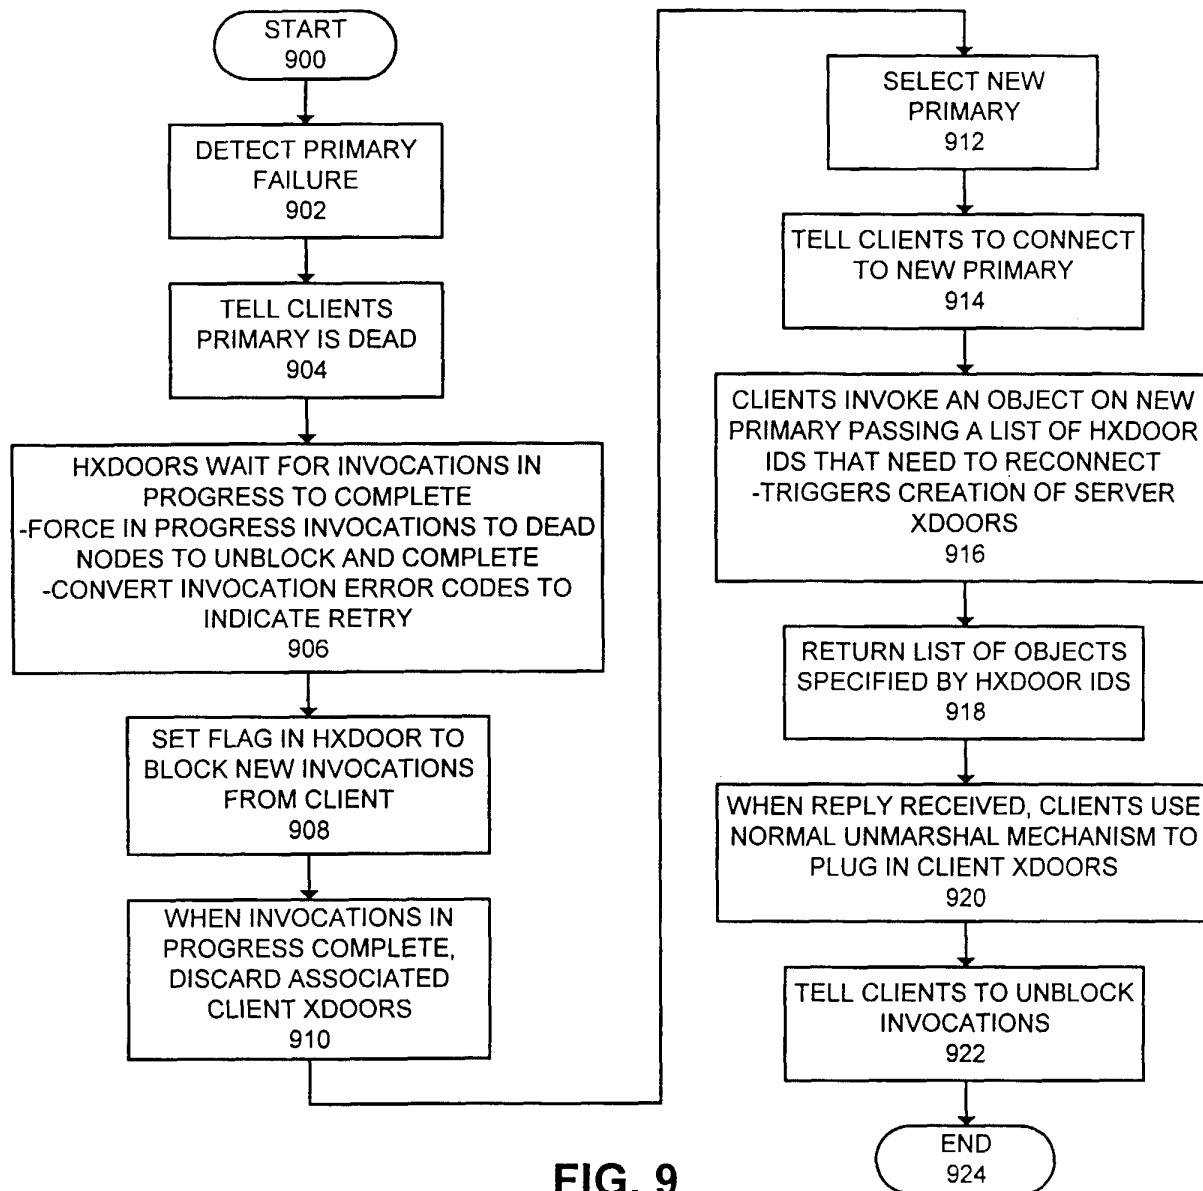 START
900
DETECT PRIMARY
FAILURE
902
TELL CLIENTS
PRIMARY IS DEAD
904
HXDOORS WAIT FOR INVOCATIONS IN
PROGRESS TO COMPLETE
-FORCE IN PROGRESS INVOCATIONS TO DEAD
NODES TO UNBLOCK AND COMPLETE
-CONVERT INVOCATION ERROR CODES TO
INDICATE RETRY
906
SET FLAG IN HXDOOR TO
BLOCK NEW INVOCATIONS
FROM CLIENT
908
WHEN INVOCATIONS IN
PROGRESS COMPLETE,
DISCARD ASSOCIATED
CLIENT XDOORS
910
SELECT NEW
PRIMARY
912
TELL CLIENTS TO CONNECT
TO NEW PRIMARY
914
CLIENTS INVOKE AN OBJECT ON NEW
PRIMARY PASSING A LIST OF HXDOOR
IDS THAT NEED TO RECONNECT
-TRIGGERS CREATION OF SERVER
XDOORS
916
RETURN LIST OF OBJECTS
SPECIFIED BY HXDOOR IDS
918
WHEN REPLY RECEIVED, CLIENTS USE
NORMAL UNMARSHAL MECHANISM TO
PLUG IN CLIENT XDOORS
920
TELL CLIENTS TO UNBLOCK
INVOCATIONS
922
END
924
FIG. 9